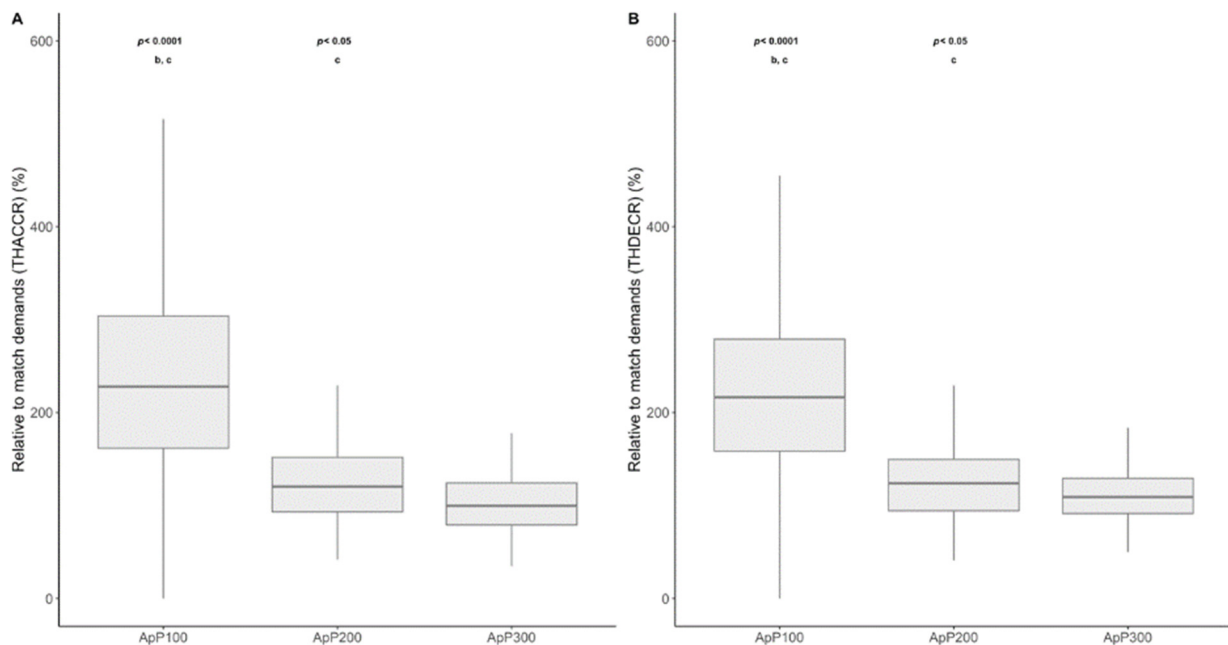 A
Relative to match demands (THACCR) (%)
600
400
200
0
p< 0.0001
b, c
p< 0.05
c
ApP100
ApP200
ApP300
B
Relative to match demands (THDECR) (%)
600
400
200
0
p< 0.0001
b, c
p< 0.05
c
ApP100
ApP200
ApP300